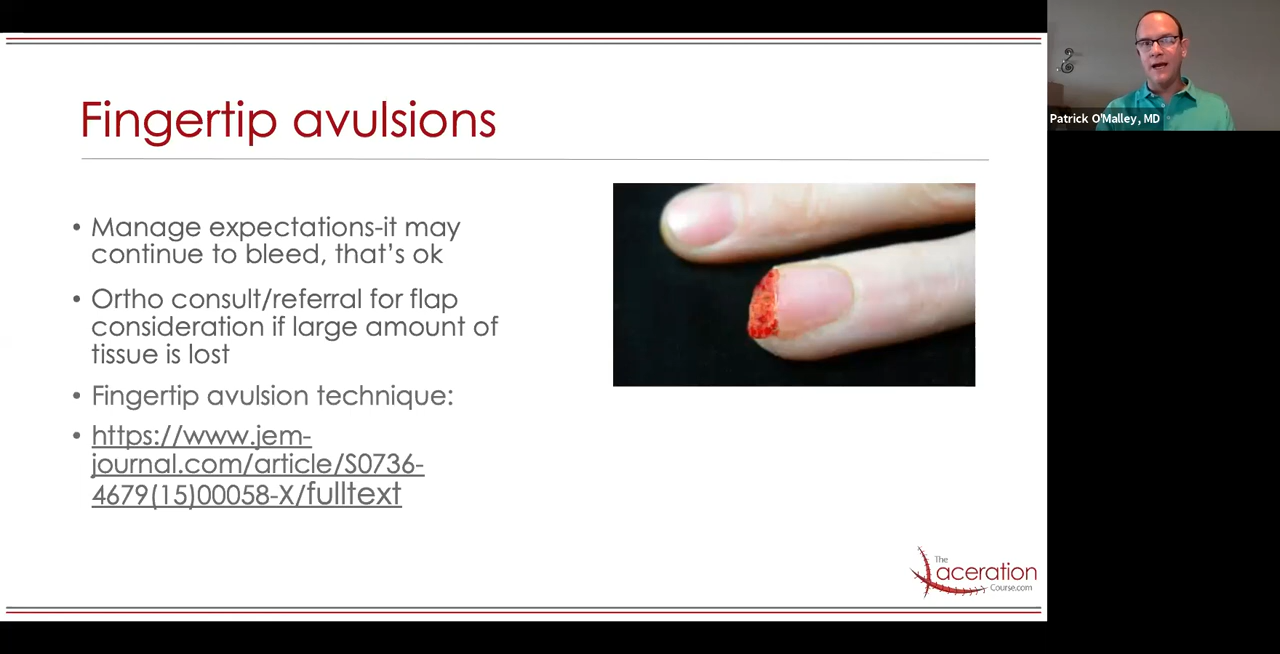 Fingertip avulsions
• Manage expectations-it may
continue to bleed, that's ok
• Ortho consult/referral for flap
consideration if large amount of
tissue is lost
• Fingertip avulsion technique:
• https://www.jem-
journal.com/article/S0736-
4679(15)00058-X/fulltext
Patrick O'Malley, MD
The
Laceration
Course.com